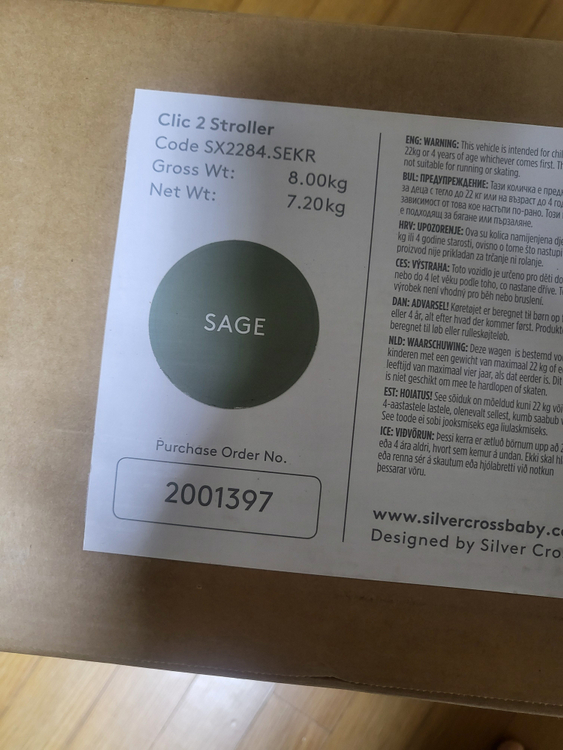 Clic 2 Stroller
Code SX2284.SEKR
Gross Wt: 8.00kg
Net Wt: 7.20kg
SAGE
Purchase Order No.
2001397
ENG: WARNING: This vehicle is intended for
22kg or 4 years of age whichever comes first.
not suitable for running or skating.
BUL: ПРЕДУПРЕЖДЕНИЕ: Тази количка е
за деца с тегло до 22 кг или на възраст до 4
зависимост от това кое настъпи по-рано.
е подходящ за бягане или пързаляне.
HRV: UPOZORENJE: Ova su kolica namijenjena
kg ili 4 godine starosti, ovisno o tome što
proizvod nije prikladan za trčanje ni rolanje.
CES: VÝSTRAHA: Toto vozidlo je určeno pro děti
nebo do 4 let věku podle toho, co nastane dříve.
výrobek není vhodný pro běh nebo bruslení.
DAN: ADVARSEL! Køretøjet er beregnet til børn op
eller 4 år, alt efter hvad der kommer først.
beregnet til løb eller rulleskøjteløb.
NLD: WAARSCHUWING: Deze wagen is bestemd
kinderen met een gewicht van maximaal 22 kg of
leeftijd van maximaal vier jaar, als dat eerder is. Dit
is niet geschikt om mee te hardlopen of skaten.
EST: HOIATUS! See sõiduk on mõeldud kuni 22 kg
4-aastastele lastele, olenevalt sellest, kumb saabub
See toode ei sobi jooksmiseks ega liulaskmiseks.
ICE: VIÐVÖRUN: Þessi kerra er ætluð börnum upp að
eða 4 ára aldri, hvort sem kemur á undan. Ekki skal
eða renna sér á skautum eða hjólabretti við notkun
þessarar vöru.
www.silvercrossbaby.
Designed by Silver